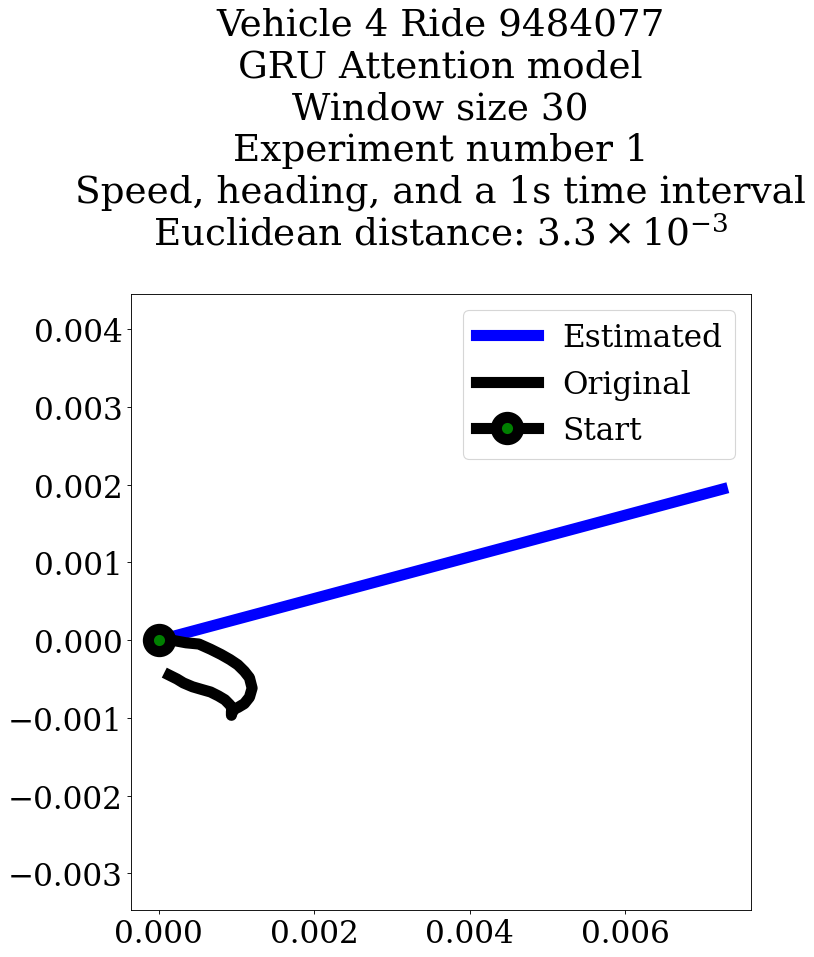 Vehicle 4 Ride 9484077
GRU Attention model
Window size 30
Experiment number 1
Speed, heading, and a 1s time interval
Euclidean distance: 3.3 × 10⁻³
Estimated
Original
Start
0.004
0.003
0.002
0.001
0.000
−0.001
−0.002
−0.003
0.000 0.002 0.004 0.006